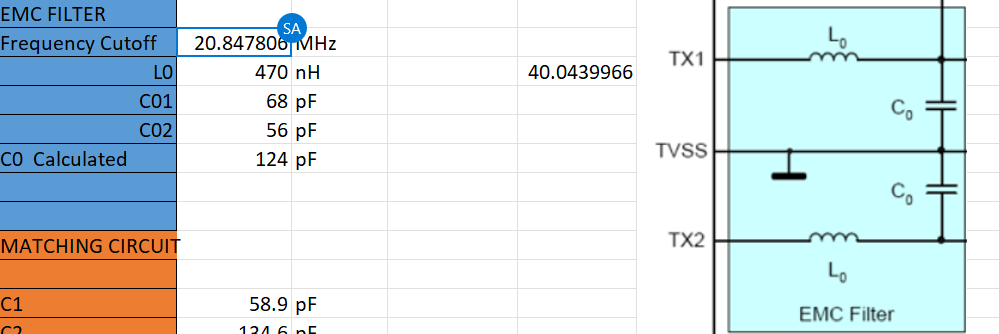 EMC FILTER
SA
Frequency Cutoff 20.847806 MHz
L0 470 nH 40.0439966
C01 68 pF
C02 56 pF
C0 Calculated 124 pF
MATCHING CIRCUIT
C1 58.9 pF
C2 134.6 pF
L0
TX1
C0
TVSS
C0
TX2
L0
EMC Filter